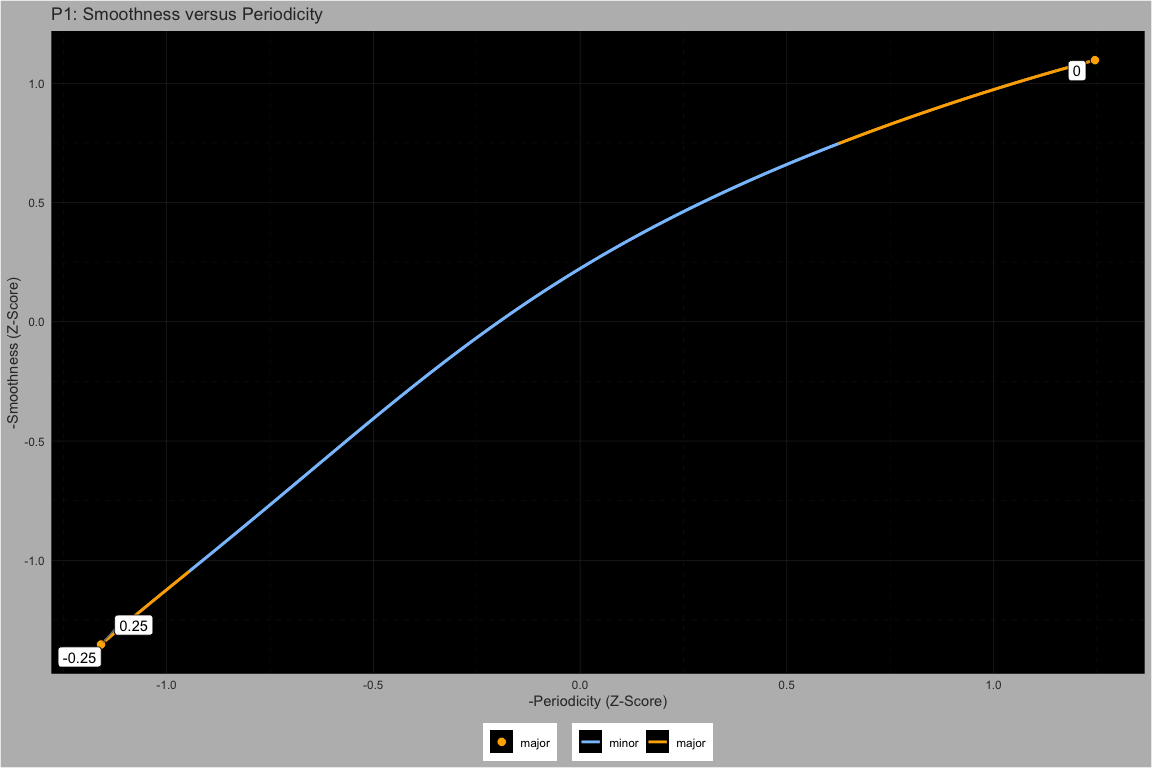 P1: Smoothness versus Periodicity
-Smoothness (Z-Score)
1.0
0.5
0.0
-0.5
-1.0
0
0.25
-0.25
-1.0 -0.5 0.0 0.5 1.0
-Periodicity (Z-Score)
major minor major